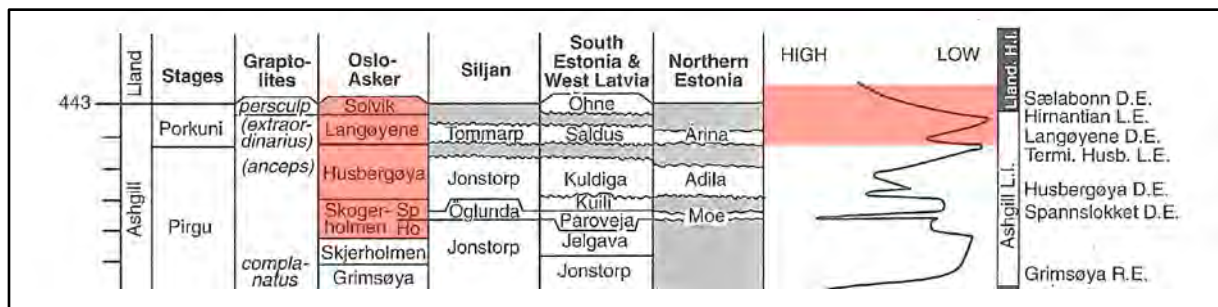 Lland
Stages
Grapto-
lites
Oslo-
Asker
Siljan
South
Estonia &
West Latvia
Northern
Estonia
HIGH
LOW
Lland. H.I.
443
persculp
Solvik
Öhne
Sælabonn D.E.
Hirnantian L.E.
Porkuni
(extraor-
dinarius)
Langøyene
Tommarp
Saldus
Ärina
Langøyene D.E.
Termi. Husb. L.E.
Ashgill
Pirgu
(anceps)
Husbergøya
Jonstorp
Kuldiga
Adila
Husbergøya D.E.
Ashgill L.I.
Skoger-
holmen
Sp
Ho
Öglunda
Kuili
Paroveja
Moe
Spannslokket D.E.
Skjerholmen
Jonstorp
Jelgava
compla-
natus
Grimsøya
Jonstorp
Grimsøya R.E.